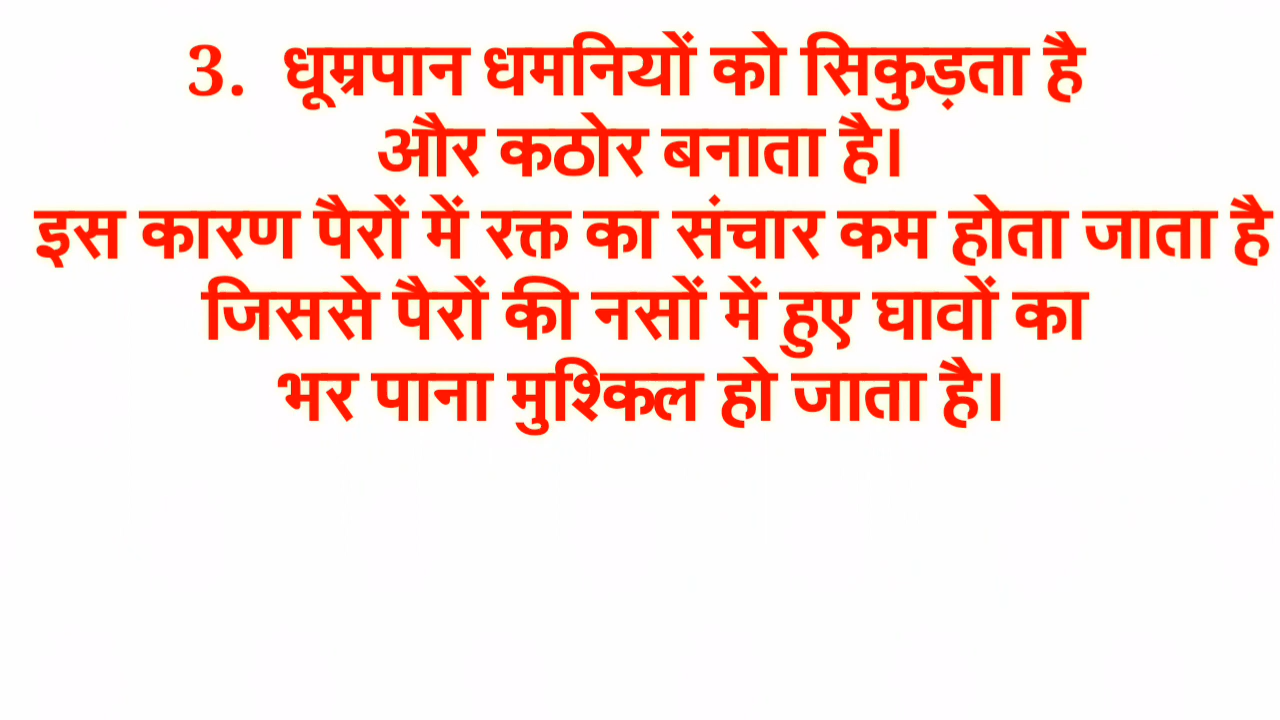 3. धूम्रपान धमनियों को सिकुड़ता है
और कठोर बनाता है।
इस कारण पैरों में रक्त का संचार कम होता जाता है
जिससे पैरों की नसों में हुए घावों का
भर पाना मुश्किल हो जाता है।